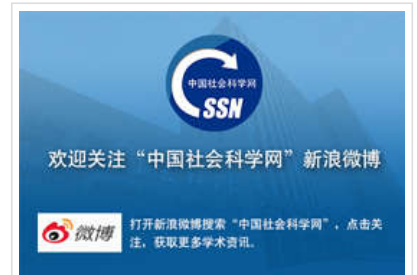 中国社会科学网
CSSN
欢迎关注“中国社会科学网”新浪微博
微博
打开新浪微博搜索“中国社会科学网”，点击关
注，获取更多学术资讯。